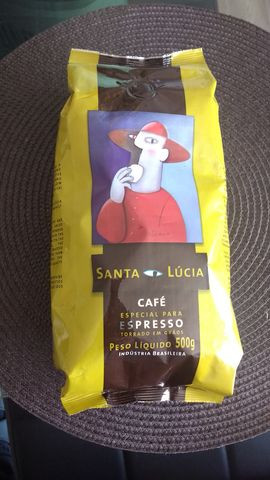 SANTA LÚCIA
CAFÉ
ESPECIAL PARA
ESPRESSO
TORRADO EM GRÃOS
PESO LÍQUIDO 500g
INDÚSTRIA BRASILEIRA